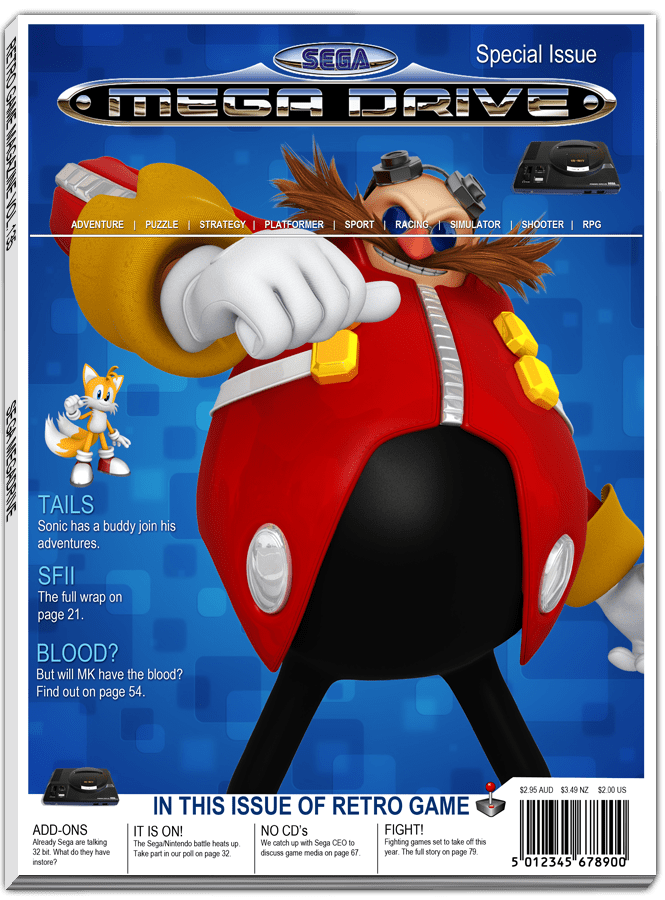 SEGA
Special Issue
MEGA DRIVE
ADVENTURE | PUZZLE | STRATEGY | PLATFORMER | SPORT | RACING | SIMULATOR | SHOOTER | RPG
TAILS
Sonic has a buddy join his
adventures.
SFII
The full wrap on
page 21.
BLOOD?
But will MK have the blood?
Find out on page 54.
IN THIS ISSUE OF RETRO GAME
ADD-ONS
Already Sega are talking
32 bit. What do they have
instore?
IT IS ON!
The Sega/Nintendo battle heats up.
Take part in our poll on page 32.
NO CD's
We catch up with Sega CEO to
discuss game media on page 67.
FIGHT!
Fighting games set to take off this
year. The full story on page 79.
$2.95 AUD $3.49 NZ $2.00 US
5 012345 678900